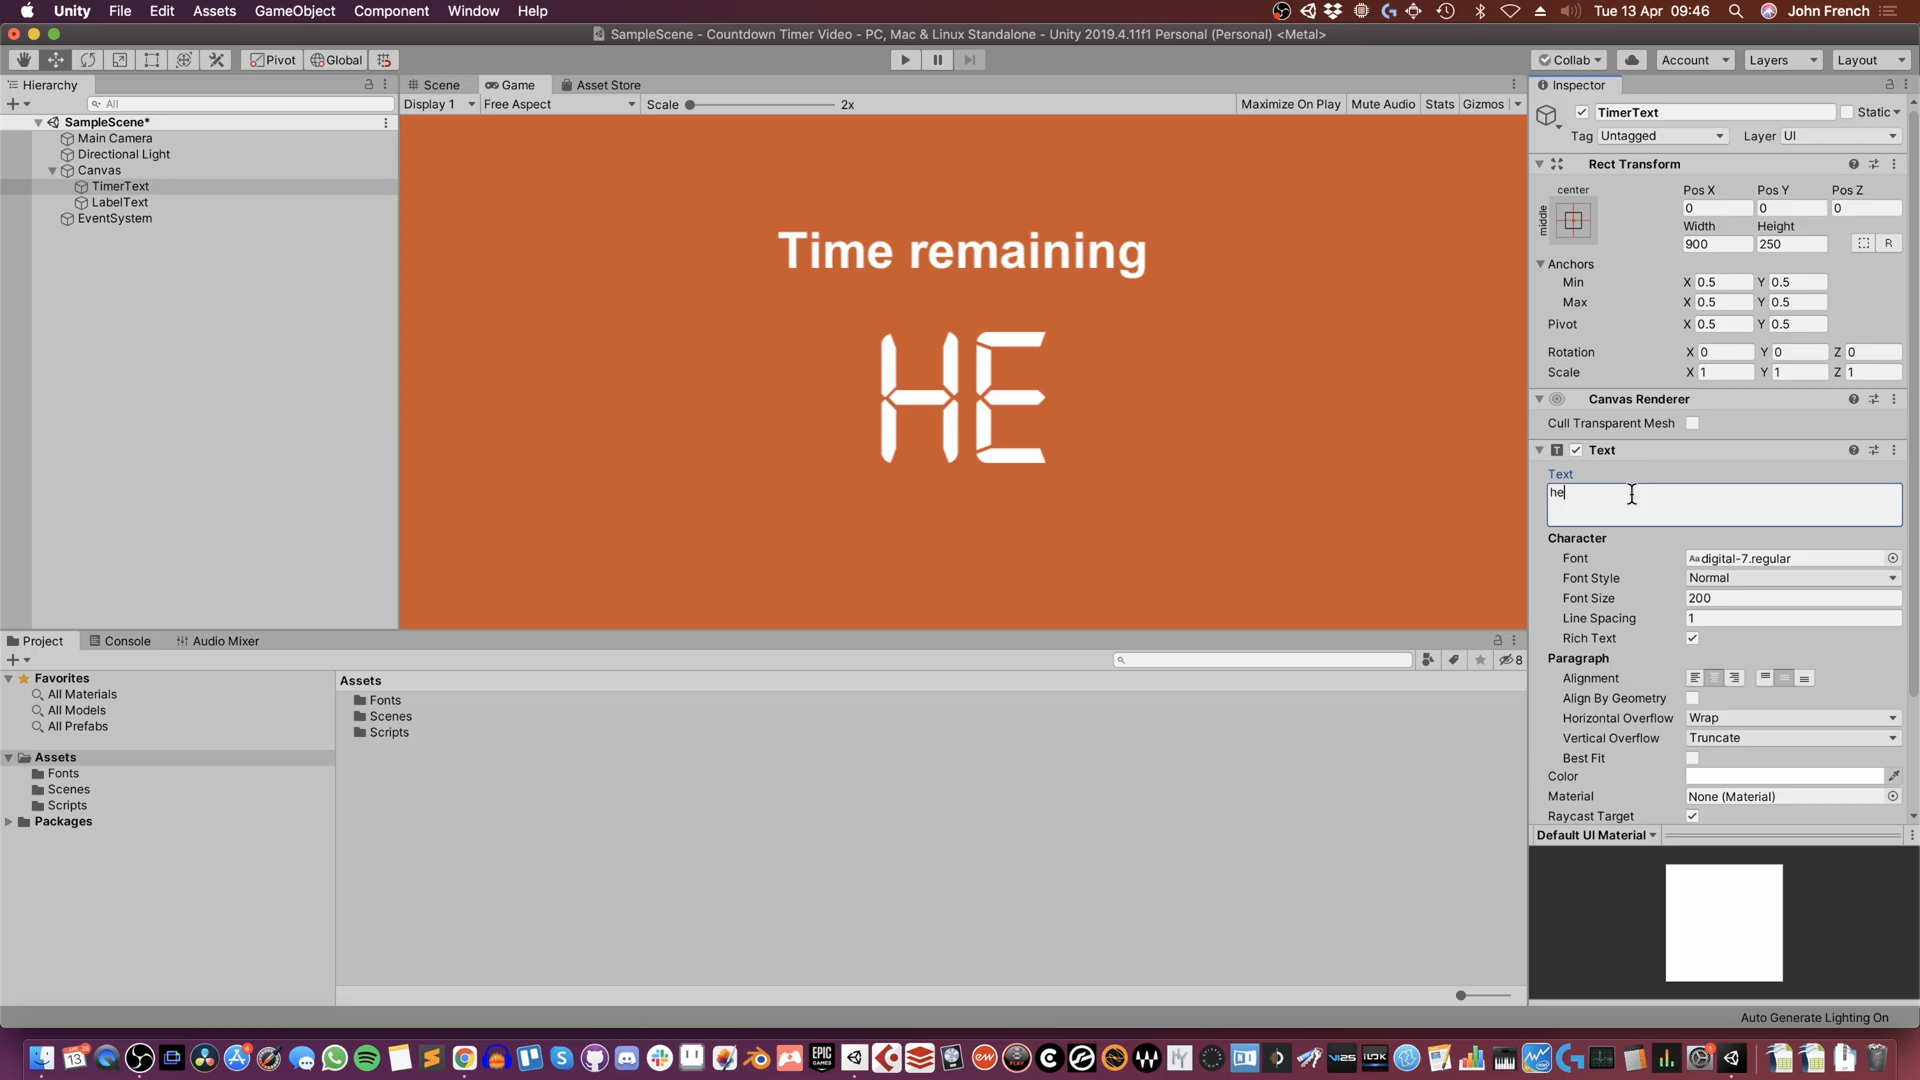 Unity File Edit Assets GameObject Component Window Help Tue 13 Apr 09:46 John French
SampleScene - Countdown Timer Video - PC, Mac & Linux Standalone - Unity 2019.4.11f1 Personal (Personal) <Metal>
Pivot Global Collab Account Layers Layout
Hierarchy Scene Game Asset Store Inspector
All Display 1 Free Aspect Scale 2x Maximize On Play Mute Audio Stats Gizmos
TimerText Static
Tag Untagged Layer UI
SampleScene*
Main Camera
Directional Light
Canvas
TimerText
LabelText
EventSystem
Time remaining
HE
Rect Transform
center Pos X Pos Y Pos Z
middle 0 0 0
Width Height
900 250 R
Anchors
Min X 0.5 Y 0.5
Max X 0.5 Y 0.5
Pivot X 0.5 Y 0.5
Rotation X 0 Y 0 Z 0
Scale X 1 Y 1 Z 1
Canvas Renderer
Cull Transparent Mesh
Text
Text
he
Character
Font digital-7.regular
Font Style Normal
Font Size 200
Line Spacing 1
Rich Text
Paragraph
Alignment
Align By Geometry
Horizontal Overflow Wrap
Vertical Overflow Truncate
Best Fit
Color
Material None (Material)
Raycast Target
Default UI Material
Project Console Audio Mixer
8
Favorites
All Materials
All Models
All Prefabs
Assets
Fonts
Scenes
Scripts
Packages
Assets
Fonts
Scenes
Scripts
Auto Generate Lighting On